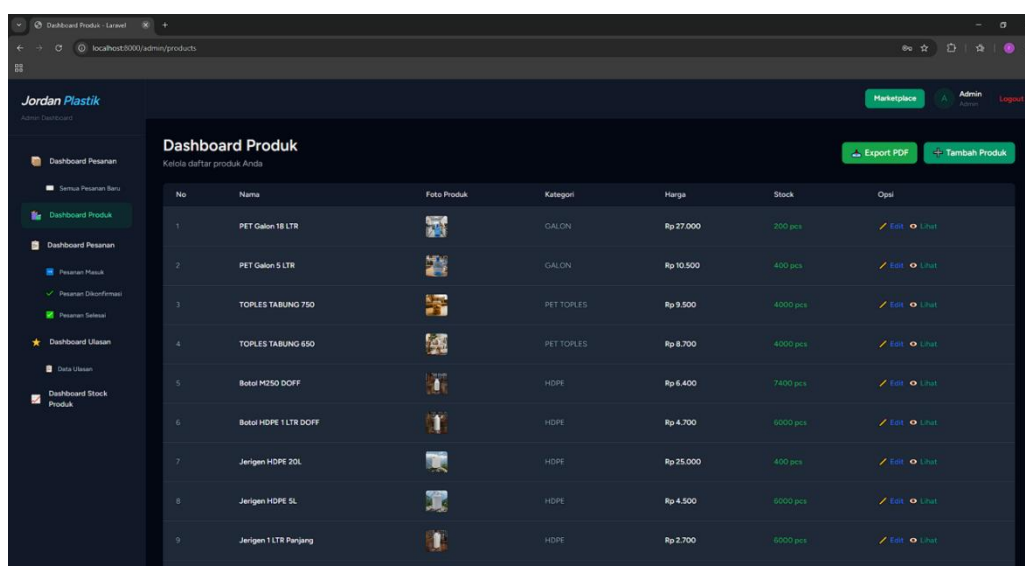 Dashboard Produk - Laravel
localhost:8000/admin/products
Jordan Plastik
Admin Dashboard
Marketplace
A
Admin
Admin
Logout
Dashboard Pesanan
Semua Pesanan Baru
Dashboard Produk
Dashboard Pesanan
Pesanan Masuk
Pesanan Dikonfirmasi
Pesanan Selesai
Dashboard Ulasan
Data Ulasan
Dashboard Stock
Produk
Dashboard Produk
Kelola daftar produk Anda
Export PDF
Tambah Produk
No Nama Foto Produk Kategori Harga Stock Opsi
1 PET Galon 18 LTR GALON Rp 27.000 200 pcs Edit Lihat
2 PET Galon 5 LTR GALON Rp 10.500 400 pcs Edit Lihat
3 TOPLES TABUNG 750 PET TOPLES Rp 9.500 4000 pcs Edit Lihat
4 TOPLES TABUNG 650 PET TOPLES Rp 8.700 4000 pcs Edit Lihat
5 Botol M250 DOFF HDPE Rp 6.400 7400 pcs Edit Lihat
6 Botol HDPE 1 LTR DOFF HDPE Rp 4.700 6000 pcs Edit Lihat
7 Jerigen HDPE 20L HDPE Rp 25.000 400 pcs Edit Lihat
8 Jerigen HDPE 5L HDPE Rp 4.500 6000 pcs Edit Lihat
9 Jerigen 1 LTR Panjang HDPE Rp 2.700 6000 pcs Edit Lihat